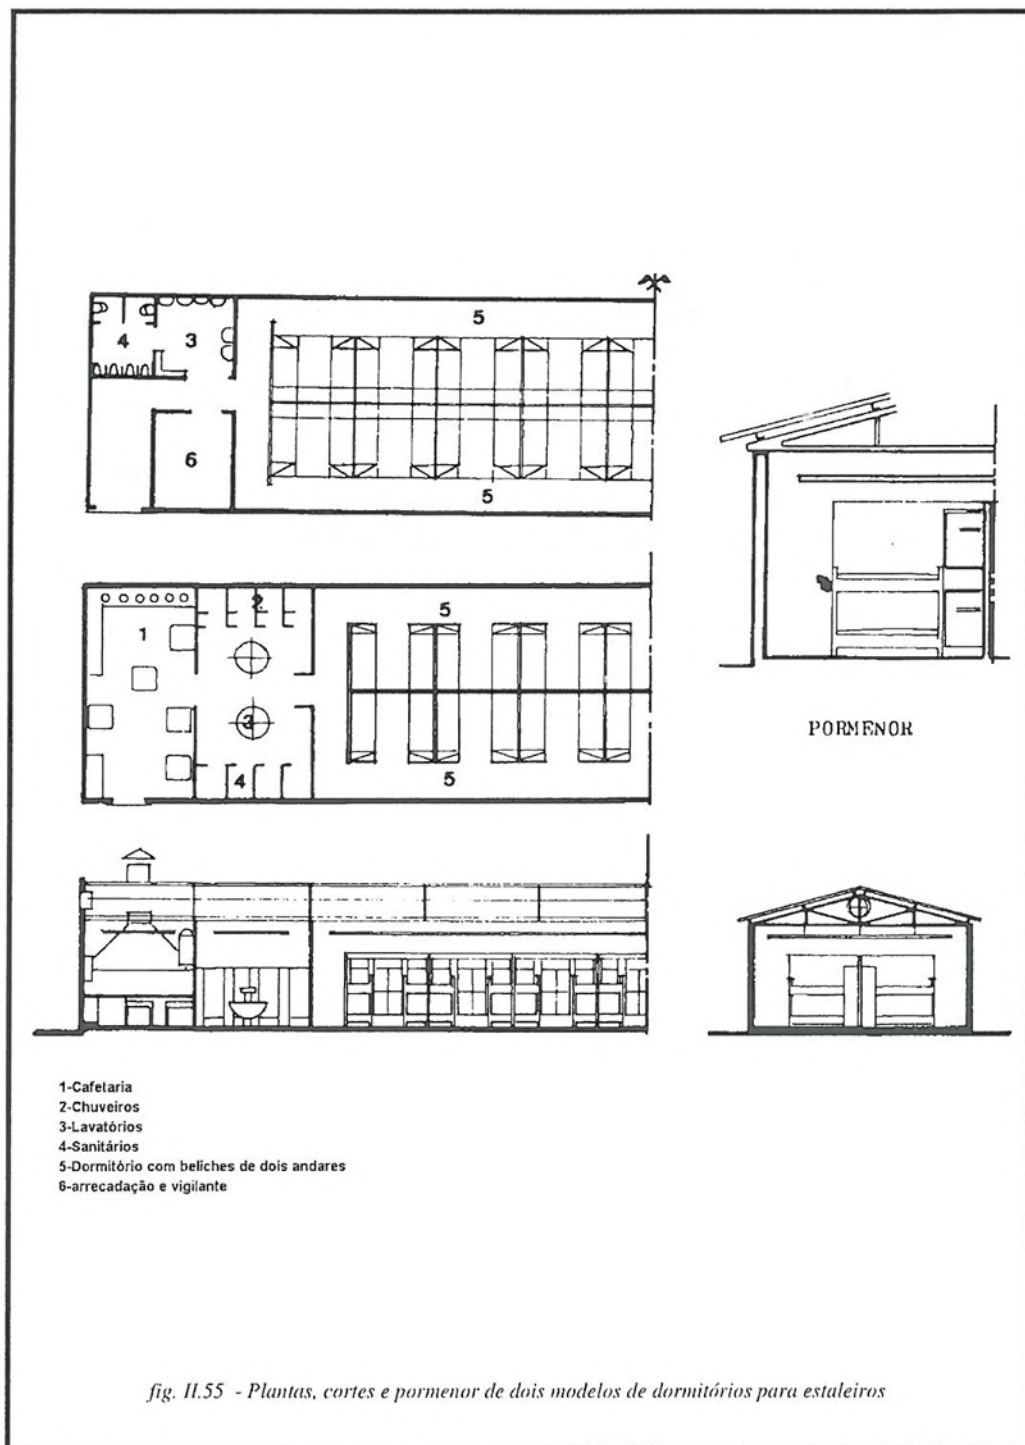 5
4
3
6
5
2
1
5
3
4
5
PORMENOR
1-Cafetaria
2-Chuveiros
3-Lavatórios
4-Sanitários
5-Dormitório com beliches de dois andares
6-arrecadação e vigilante
fig. II.55 - Plantas, cortes e pormenor de dois modelos de dormitórios para estaleiros